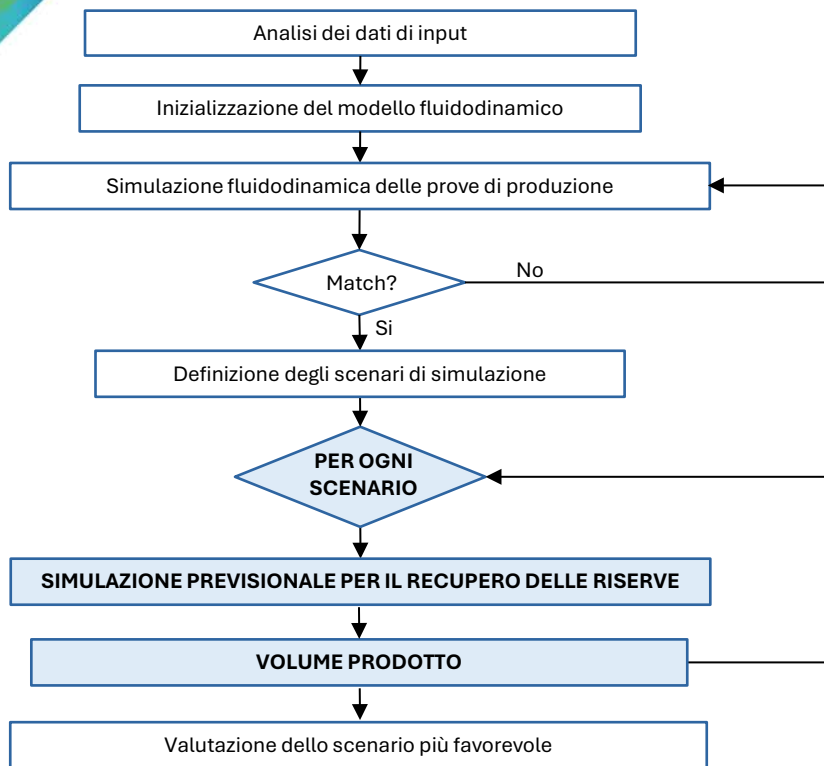 Analisi dei dati di input
Inizializzazione del modello fluidodinamico
Simulazione fluidodinamica delle prove di produzione
Match?
No
Si
Definizione degli scenari di simulazione
PER OGNI
SCENARIO
SIMULAZIONE PREVISIONALE PER IL RECUPERO DELLE RISERVE
VOLUME PRODOTTO
Valutazione dello scenario più favorevole